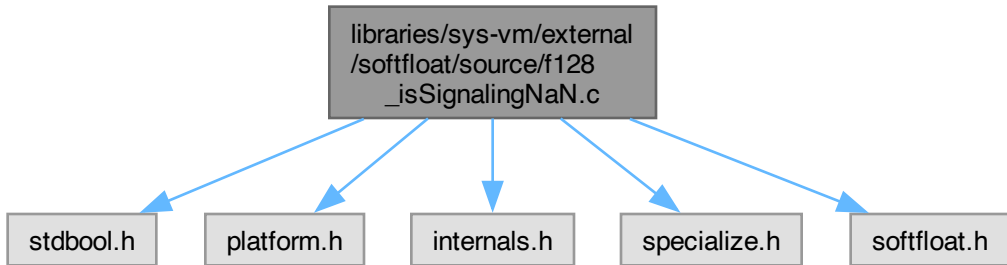 libraries/sys-vm/external
/softfloat/source/f128
_isSignalingNaN.c
stdbool.h
platform.h
internals.h
specialize.h
softfloat.h